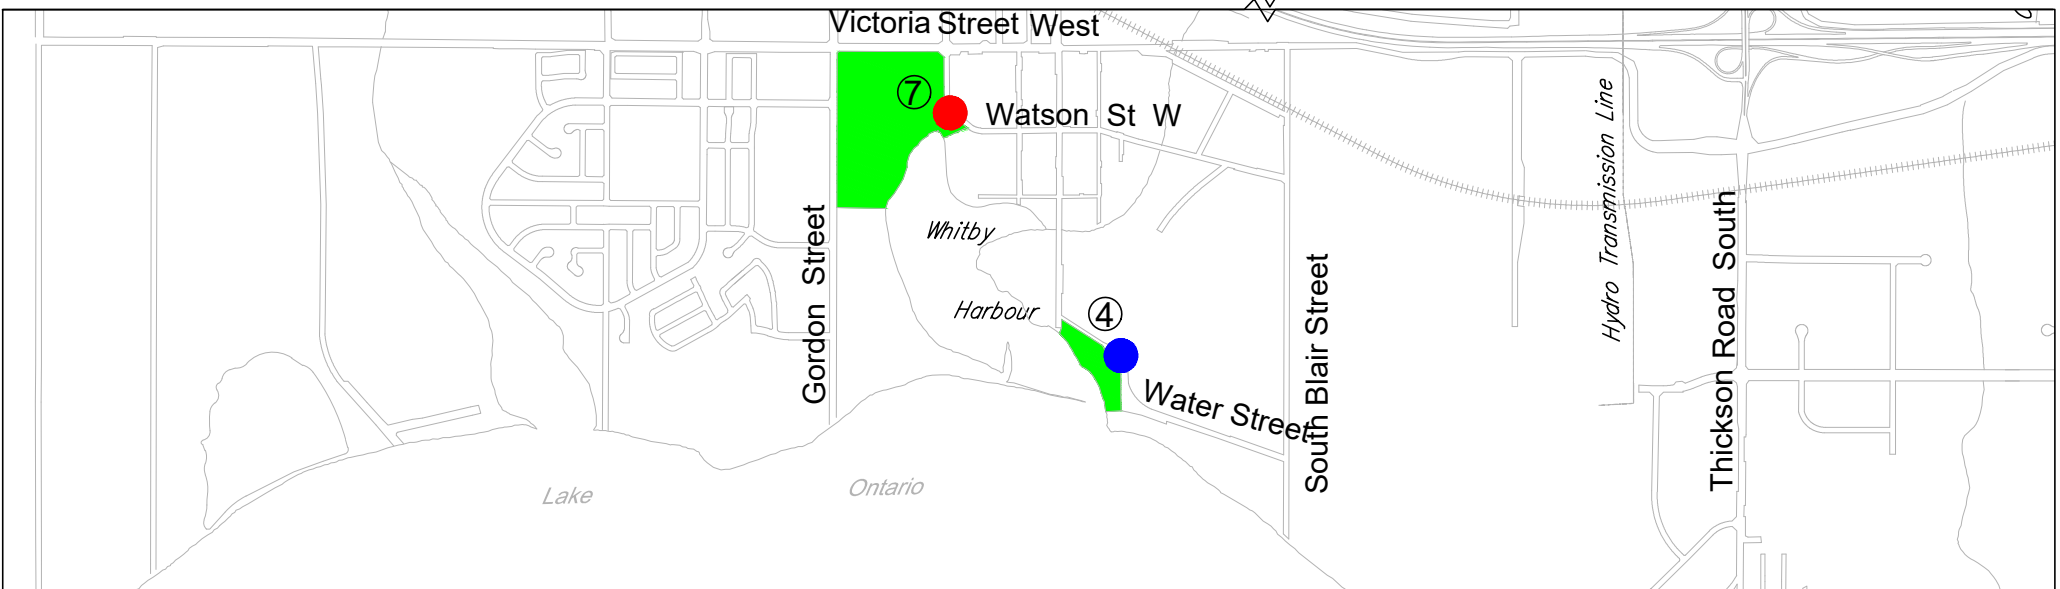 Victoria Street West
⑦
Watson St W
Hydro Transmission Line
Thickson Road South
Gordon Street
Whitby
Harbour
④
South Blair Street
Water Street
Lake Ontario